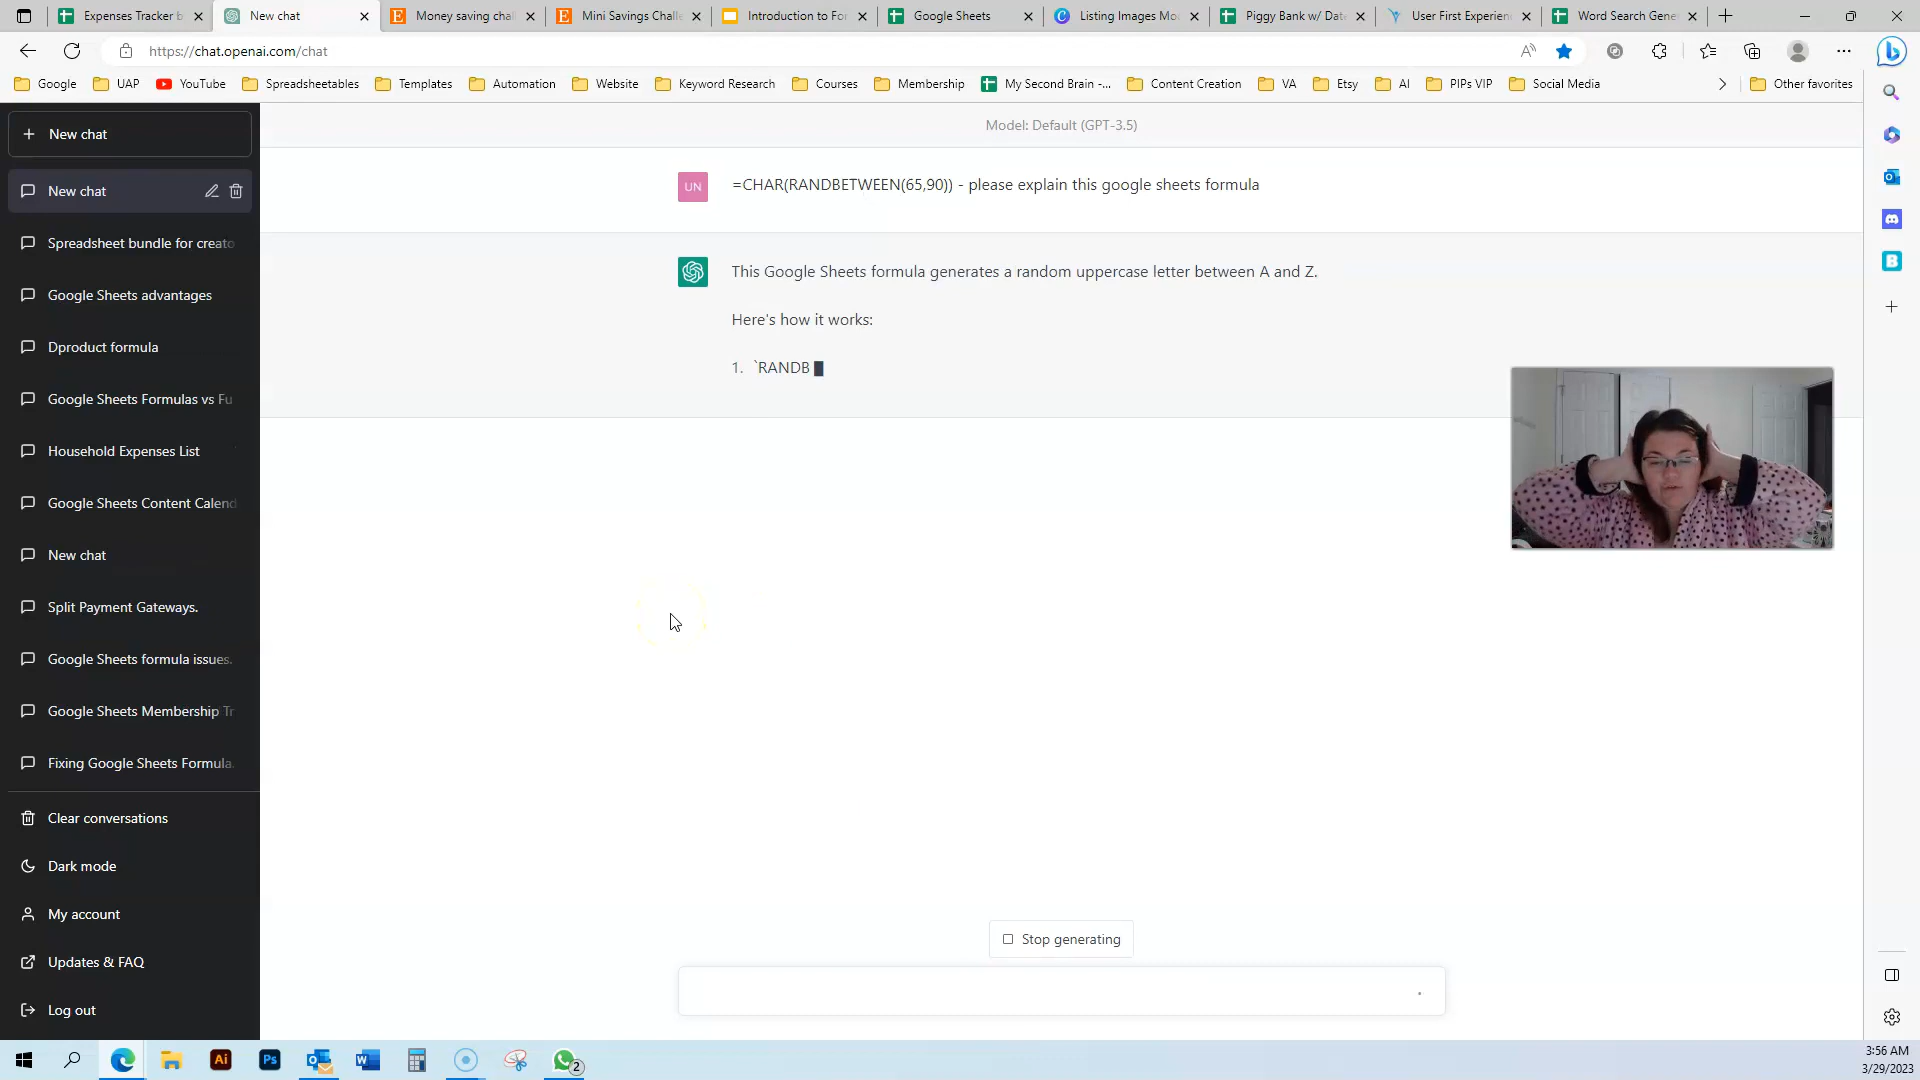 Expenses Tracker b
New chat
Money saving chal
Mini Savings Challe
Introduction to For
Google Sheets
Listing Images Moc
Piggy Bank w/ Date
User First Experien
Word Search Gene
https://chat.openai.com/chat
Google
UAP
YouTube
Spreadsheetables
Templates
Automation
Website
Keyword Research
Courses
Membership
My Second Brain -...
Content Creation
VA
Etsy
AI
PIPs VIP
Social Media
Other favorites
New chat
New chat
Spreadsheet bundle for creato
Google Sheets advantages
Dproduct formula
Google Sheets Formulas vs Fu
Household Expenses List
Google Sheets Content Calend
New chat
Split Payment Gateways.
Google Sheets formula issues.
Google Sheets Membership Tr
Fixing Google Sheets Formula.
Clear conversations
Dark mode
My account
Updates & FAQ
Log out
Model: Default (GPT-3.5)
UN
=CHAR(RANDBETWEEN(65,90)) - please explain this google sheets formula
This Google Sheets formula generates a random uppercase letter between A and Z.
Here's how it works:
1. `RANDB
Stop generating
Ai
Ps
2
3:56 AM
3/29/2023